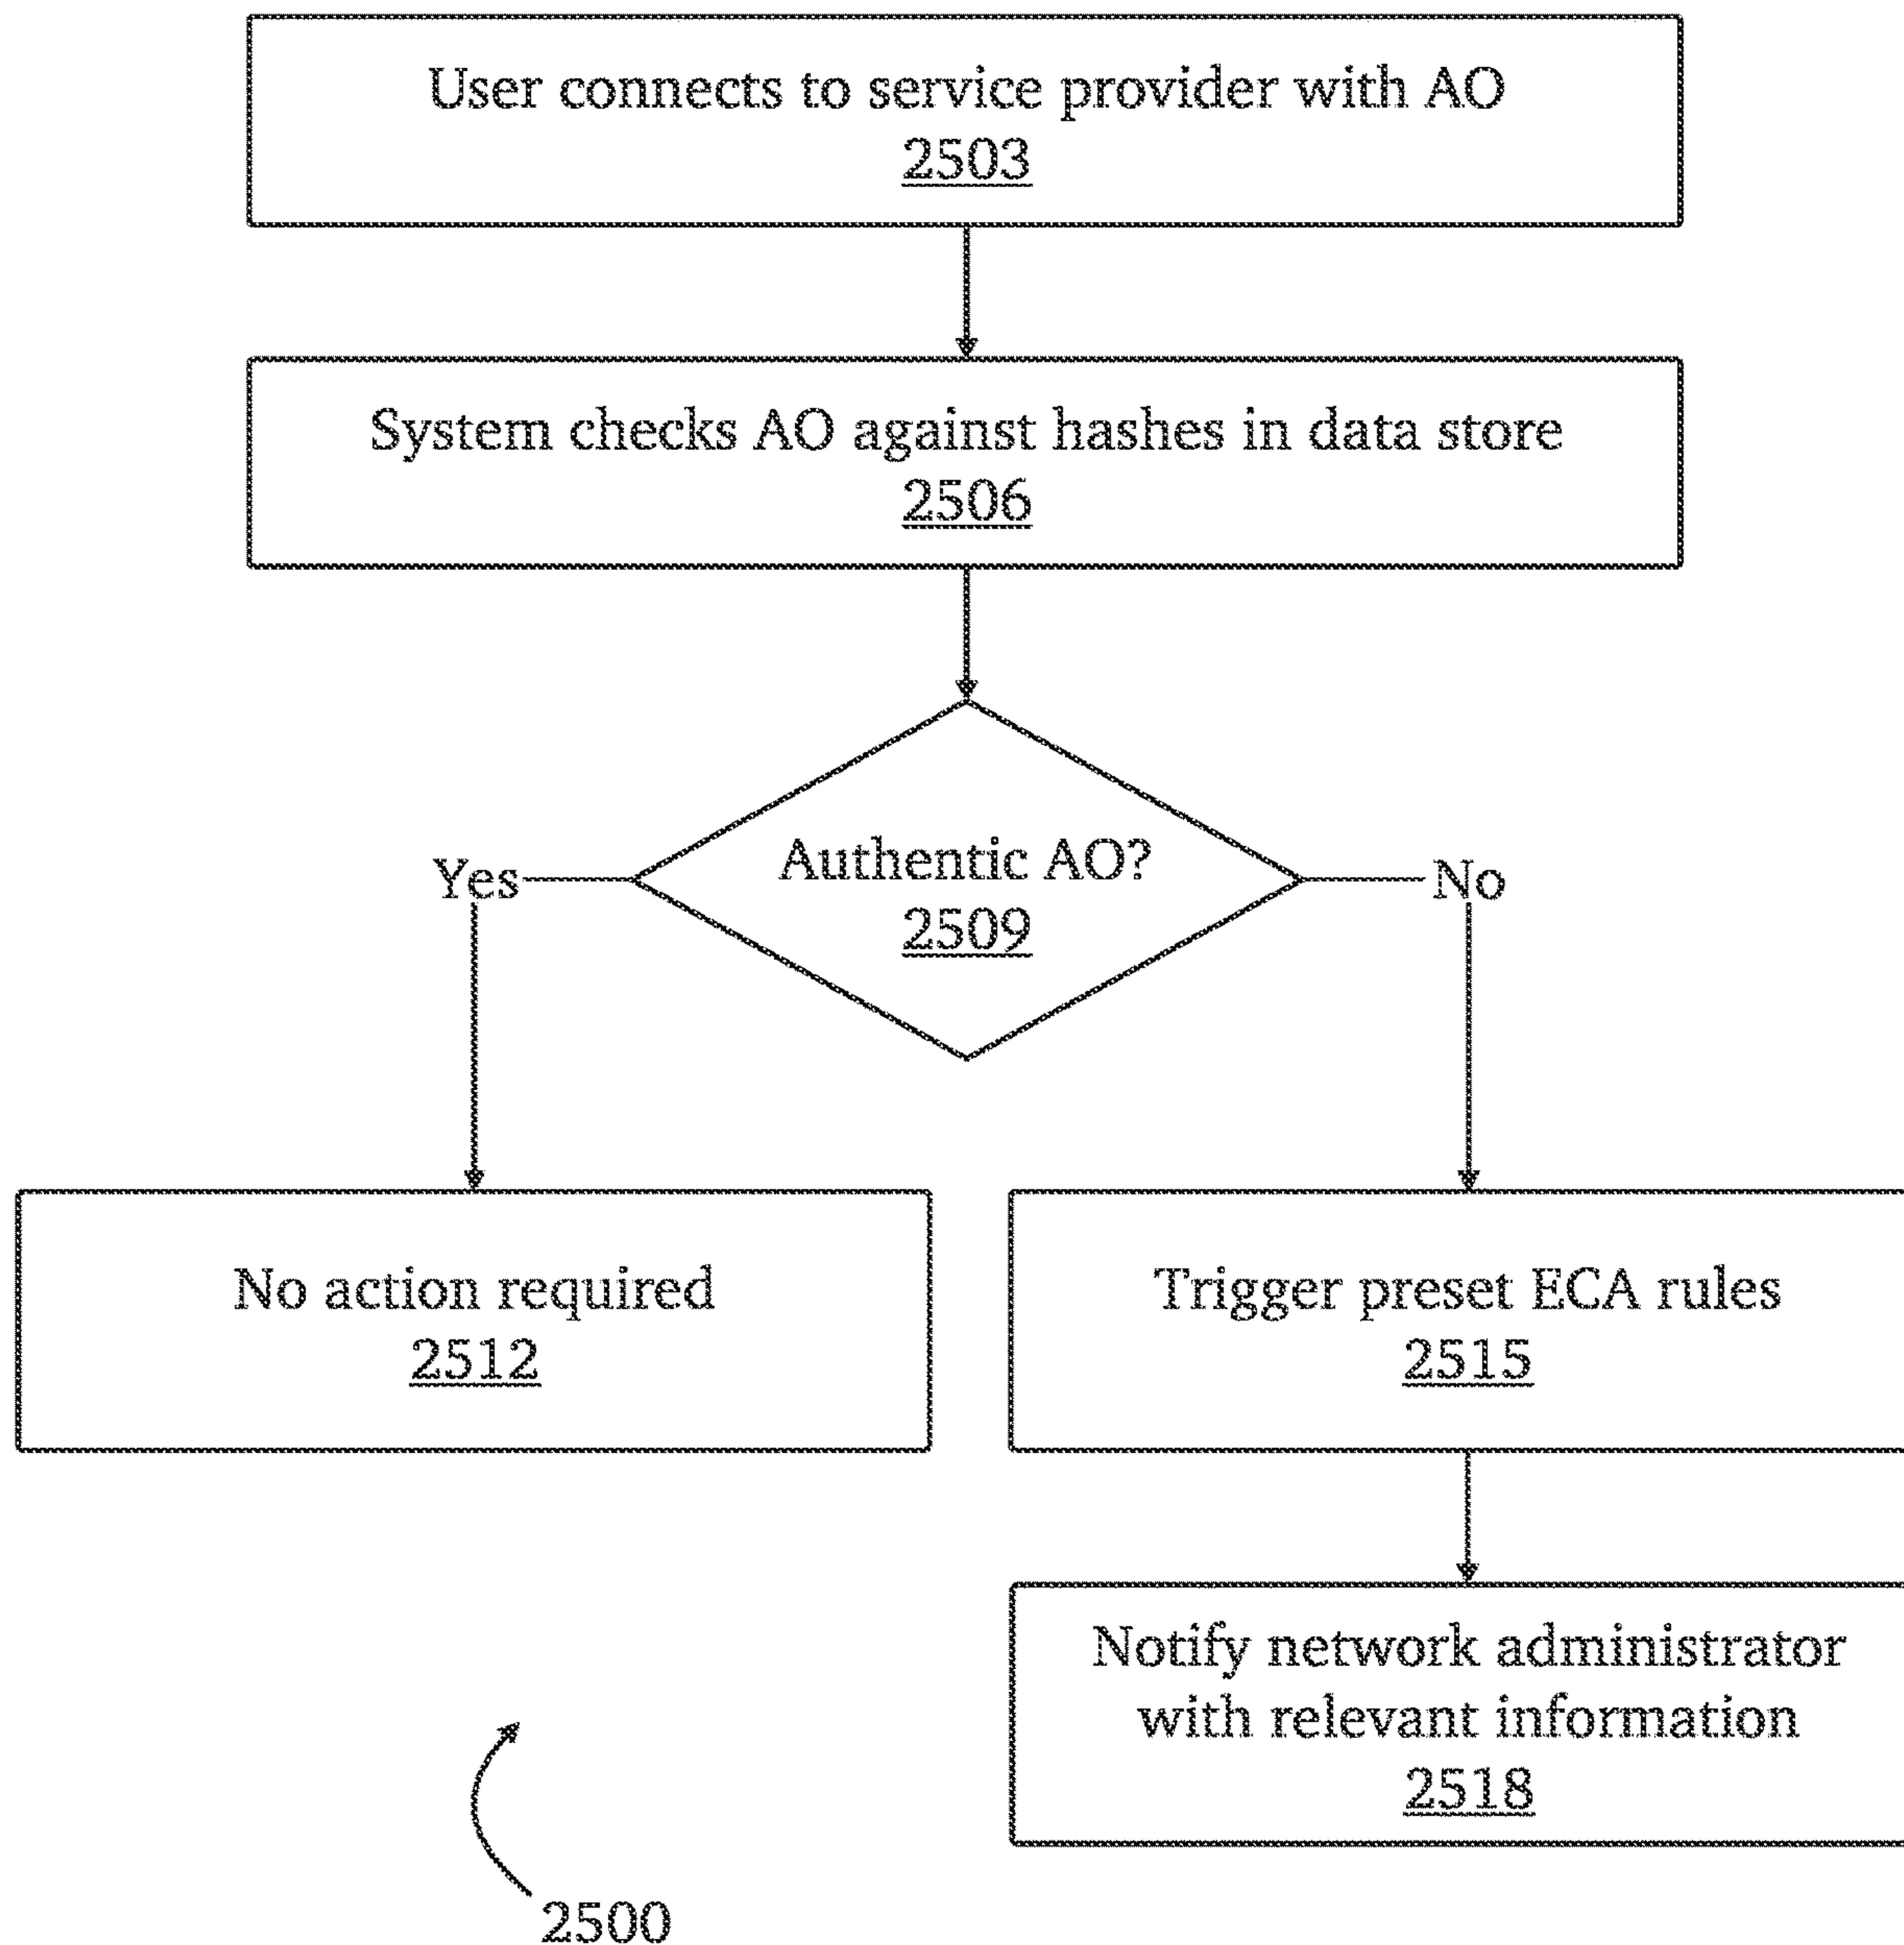 User connects to service provider with AO
2503
System checks AO against hashes in data store
2506
Authentic AO?
2509
Yes
No
No action required
2512
Trigger preset ECA rules
2515
Notify network administrator
with relevant information
2518
2500